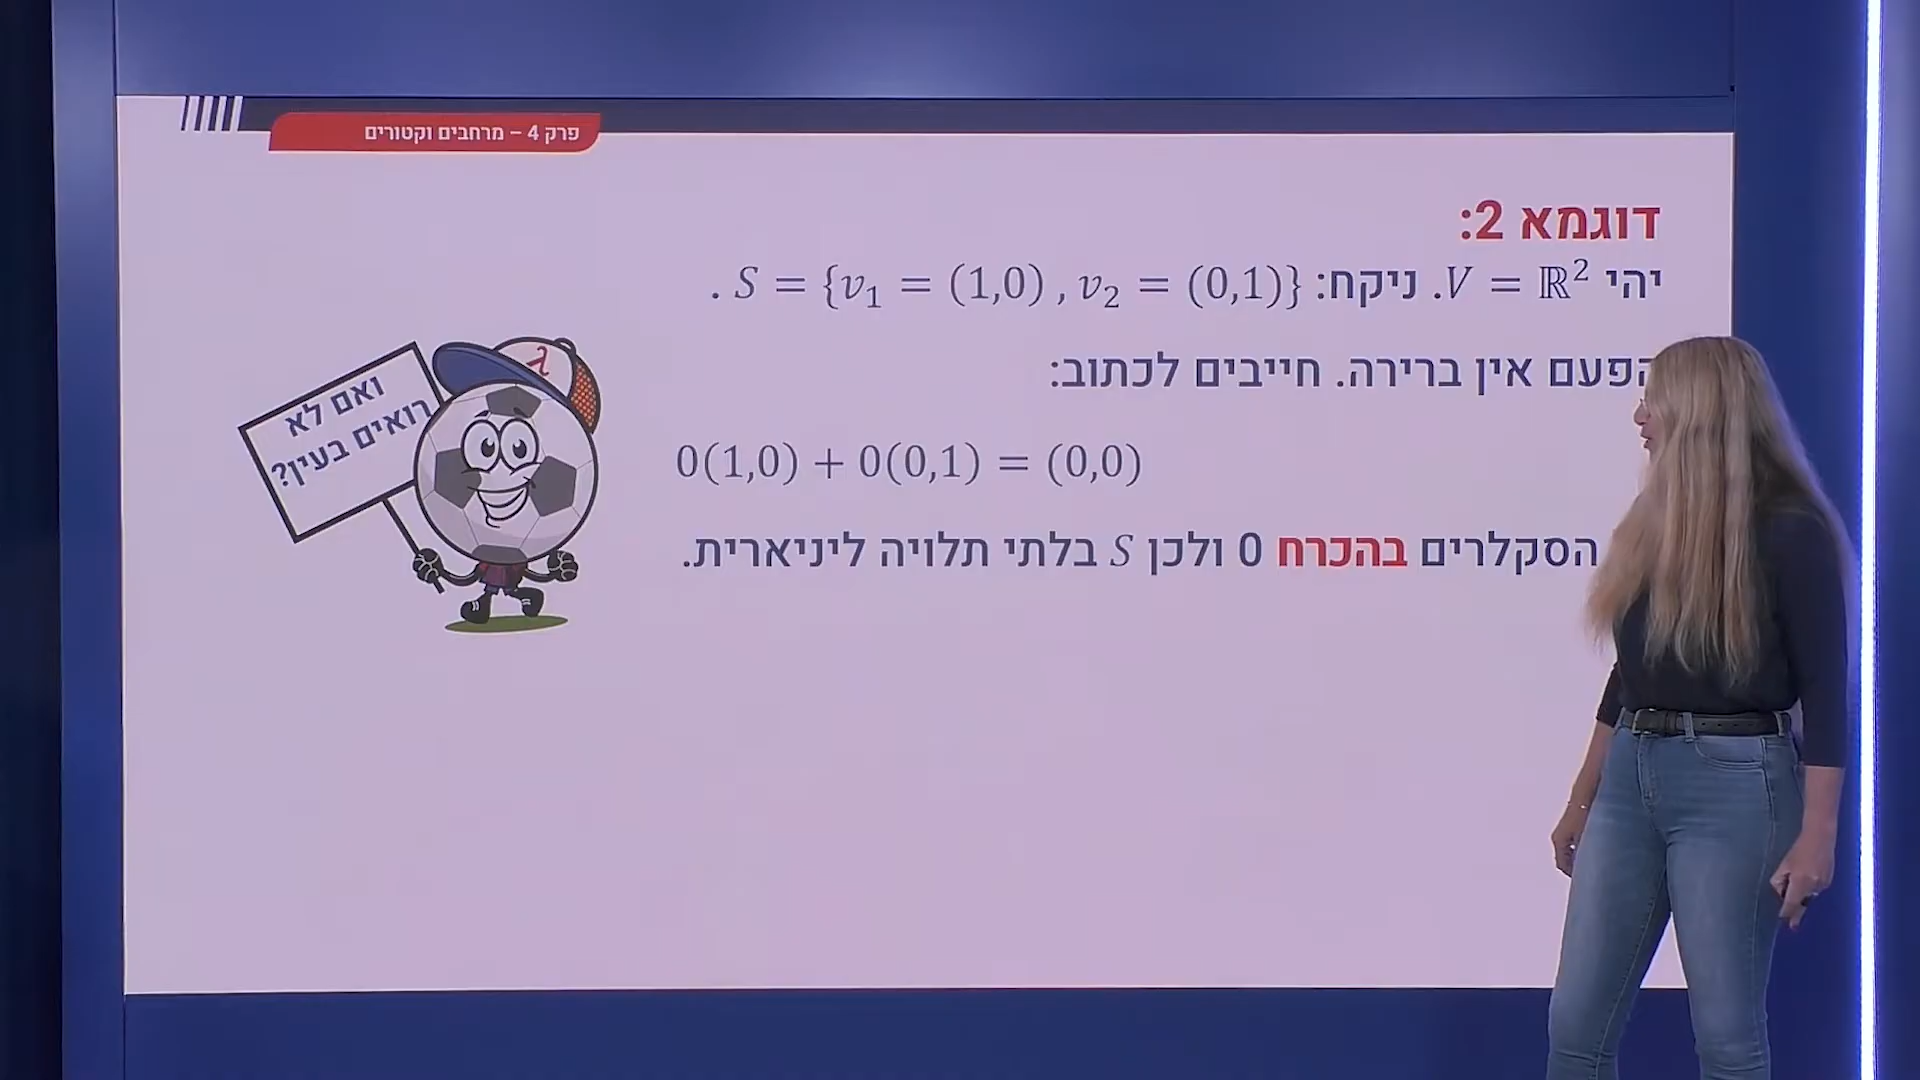 פרק 4 – מרחבים וקטורים
דוגמא 2:
יהי V = ℝ². ניקח: S = {v₁ = (1,0) , v₂ = (0,1)} .
הפעם אין ברירה. חייבים לכתוב:
0(1,0) + 0(0,1) = (0,0)
הסקלרים בהכרח 0 ולכן S בלתי תלויה ליניארית.
ואם לא
רואים בעין?
λ